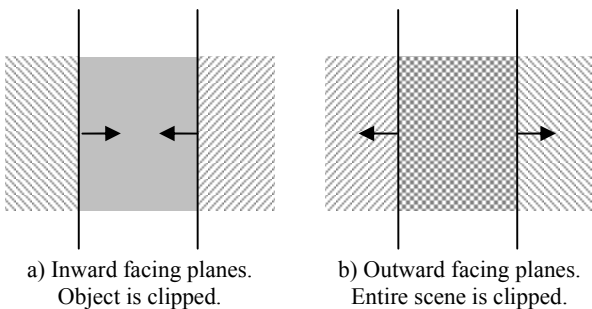 a) Inward facing planes.
Object is clipped.
b) Outward facing planes.
Entire scene is clipped.